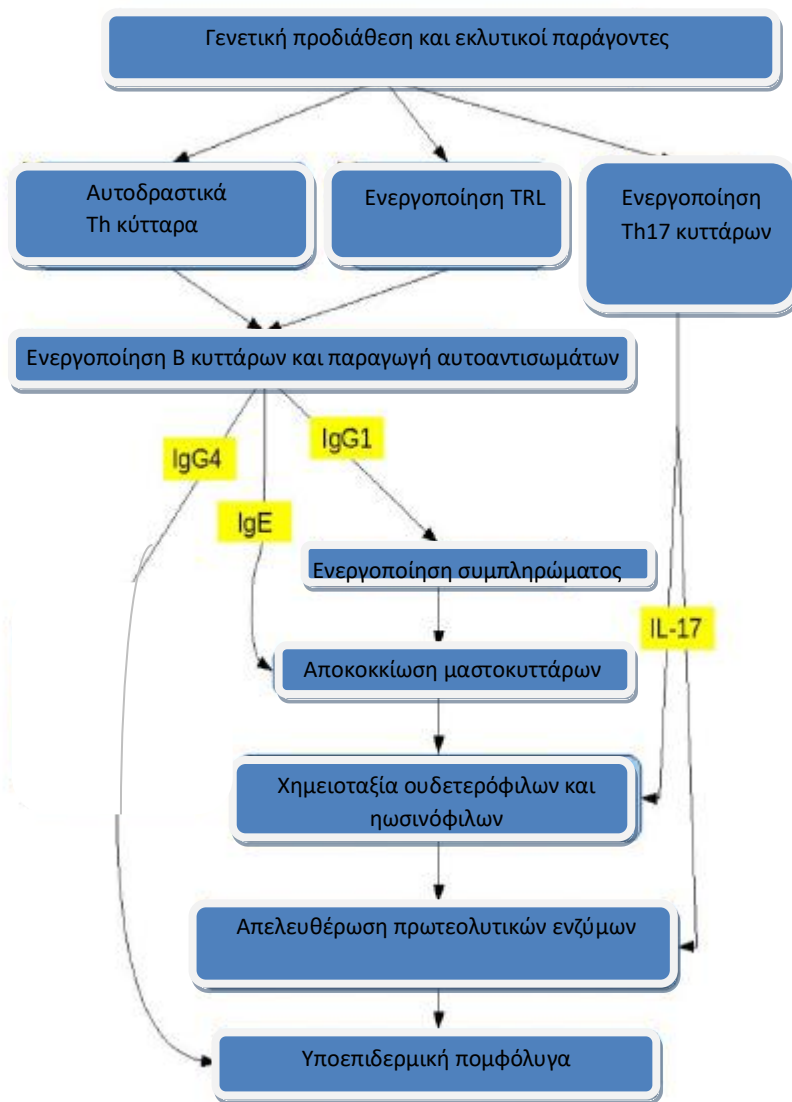 Γενετική προδιάθεση και εκλυτικοί παράγοντες
Αυτοδραστικά
Th κύτταρα
Ενεργοποίηση TRL
Ενεργοποίηση
Th17 κυττάρων
Ενεργοποίηση Β κυττάρων και παραγωγή αυτοαντισωμάτων
IgG4
IgE
IgG1
Ενεργοποίηση συμπληρώματος
IL-17
Αποκοκκίωση μαστοκυττάρων
Χημειοταξία ουδετερόφιλων και
ηωσινόφιλων
Απελευθέρωση πρωτεολυτικών ενζύμων
Υποεπιδερμική πομφόλυγα